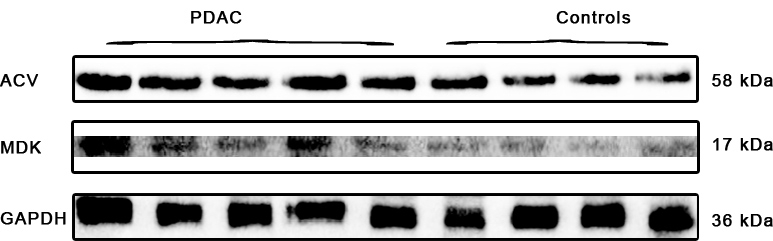 PDAC Controls
ACV 58 kDa
MDK 17 kDa
GAPDH 36 kDa